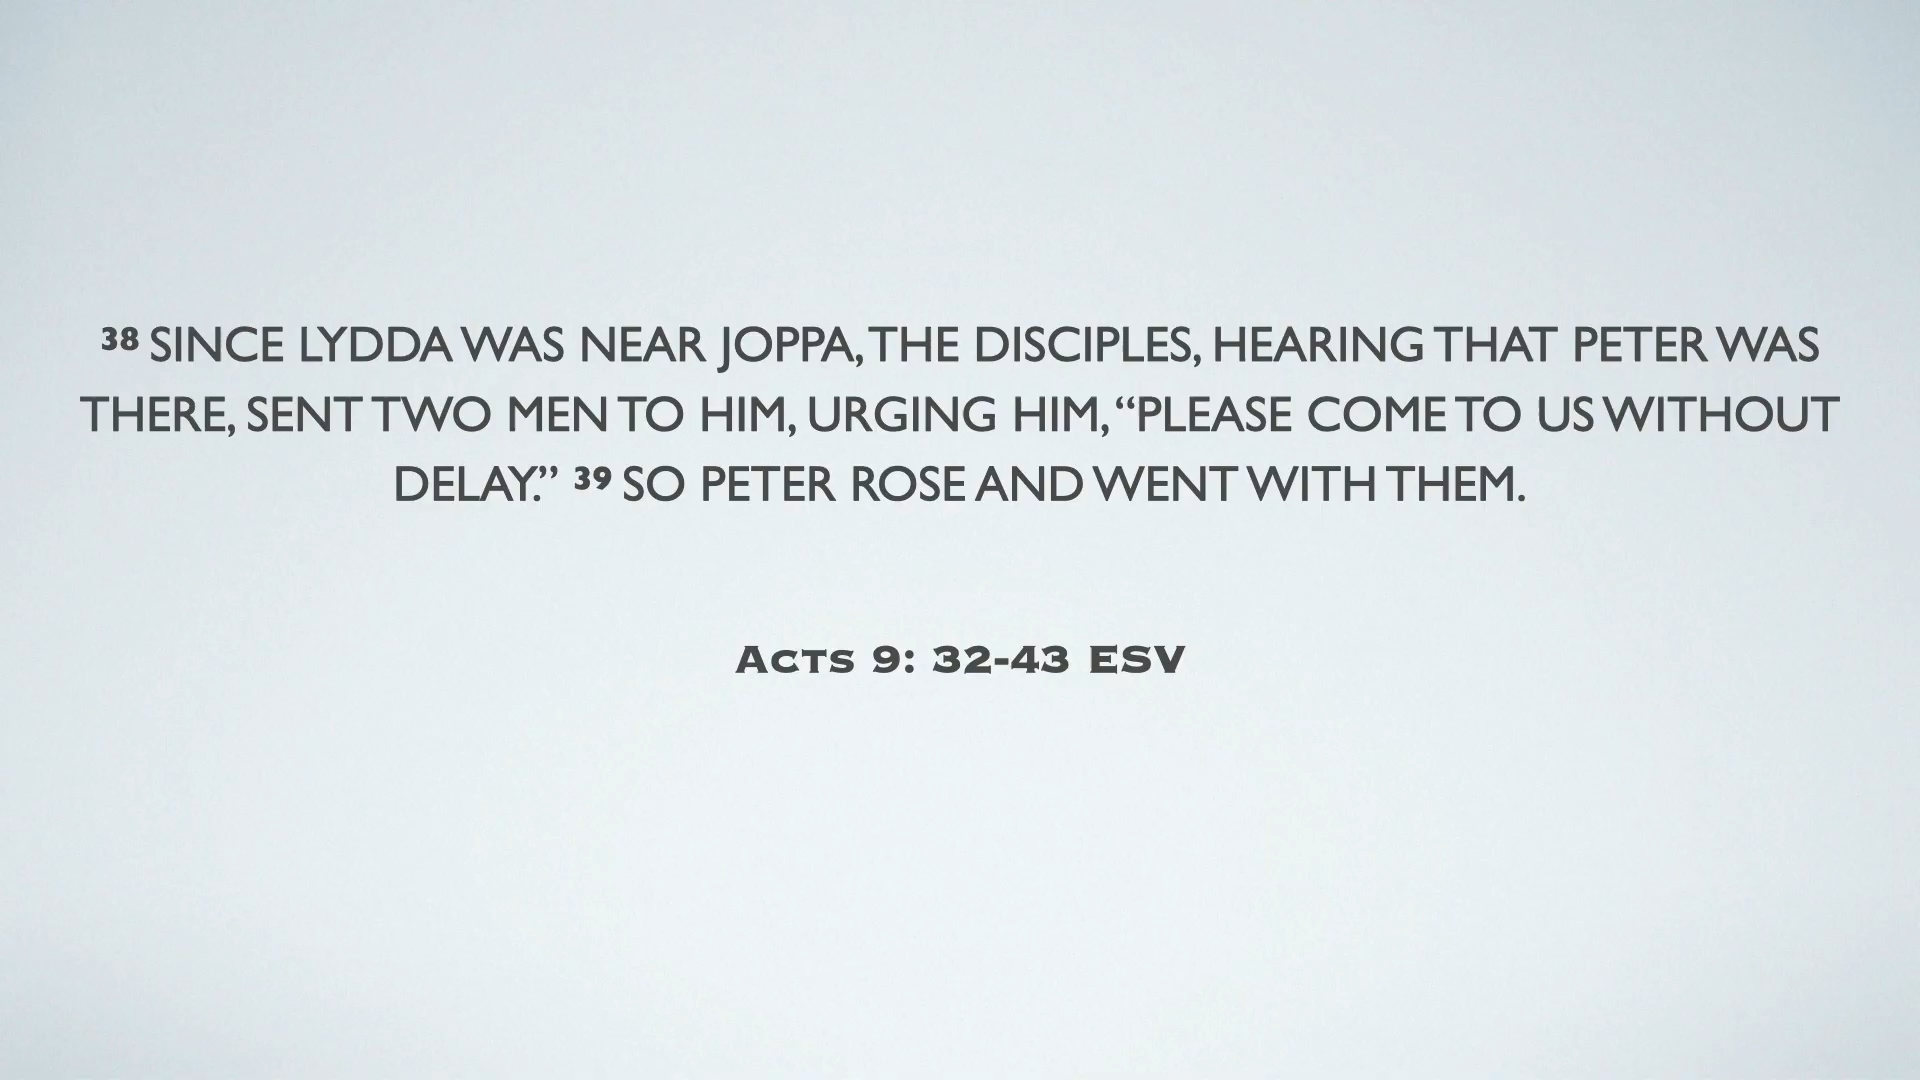 ³⁸ SINCE LYDDA WAS NEAR JOPPA, THE DISCIPLES, HEARING THAT PETER WAS
THERE, SENT TWO MEN TO HIM, URGING HIM, “PLEASE COME TO US WITHOUT
DELAY.” ³⁹ SO PETER ROSE AND WENT WITH THEM.
Acts 9: 32-43 ESV